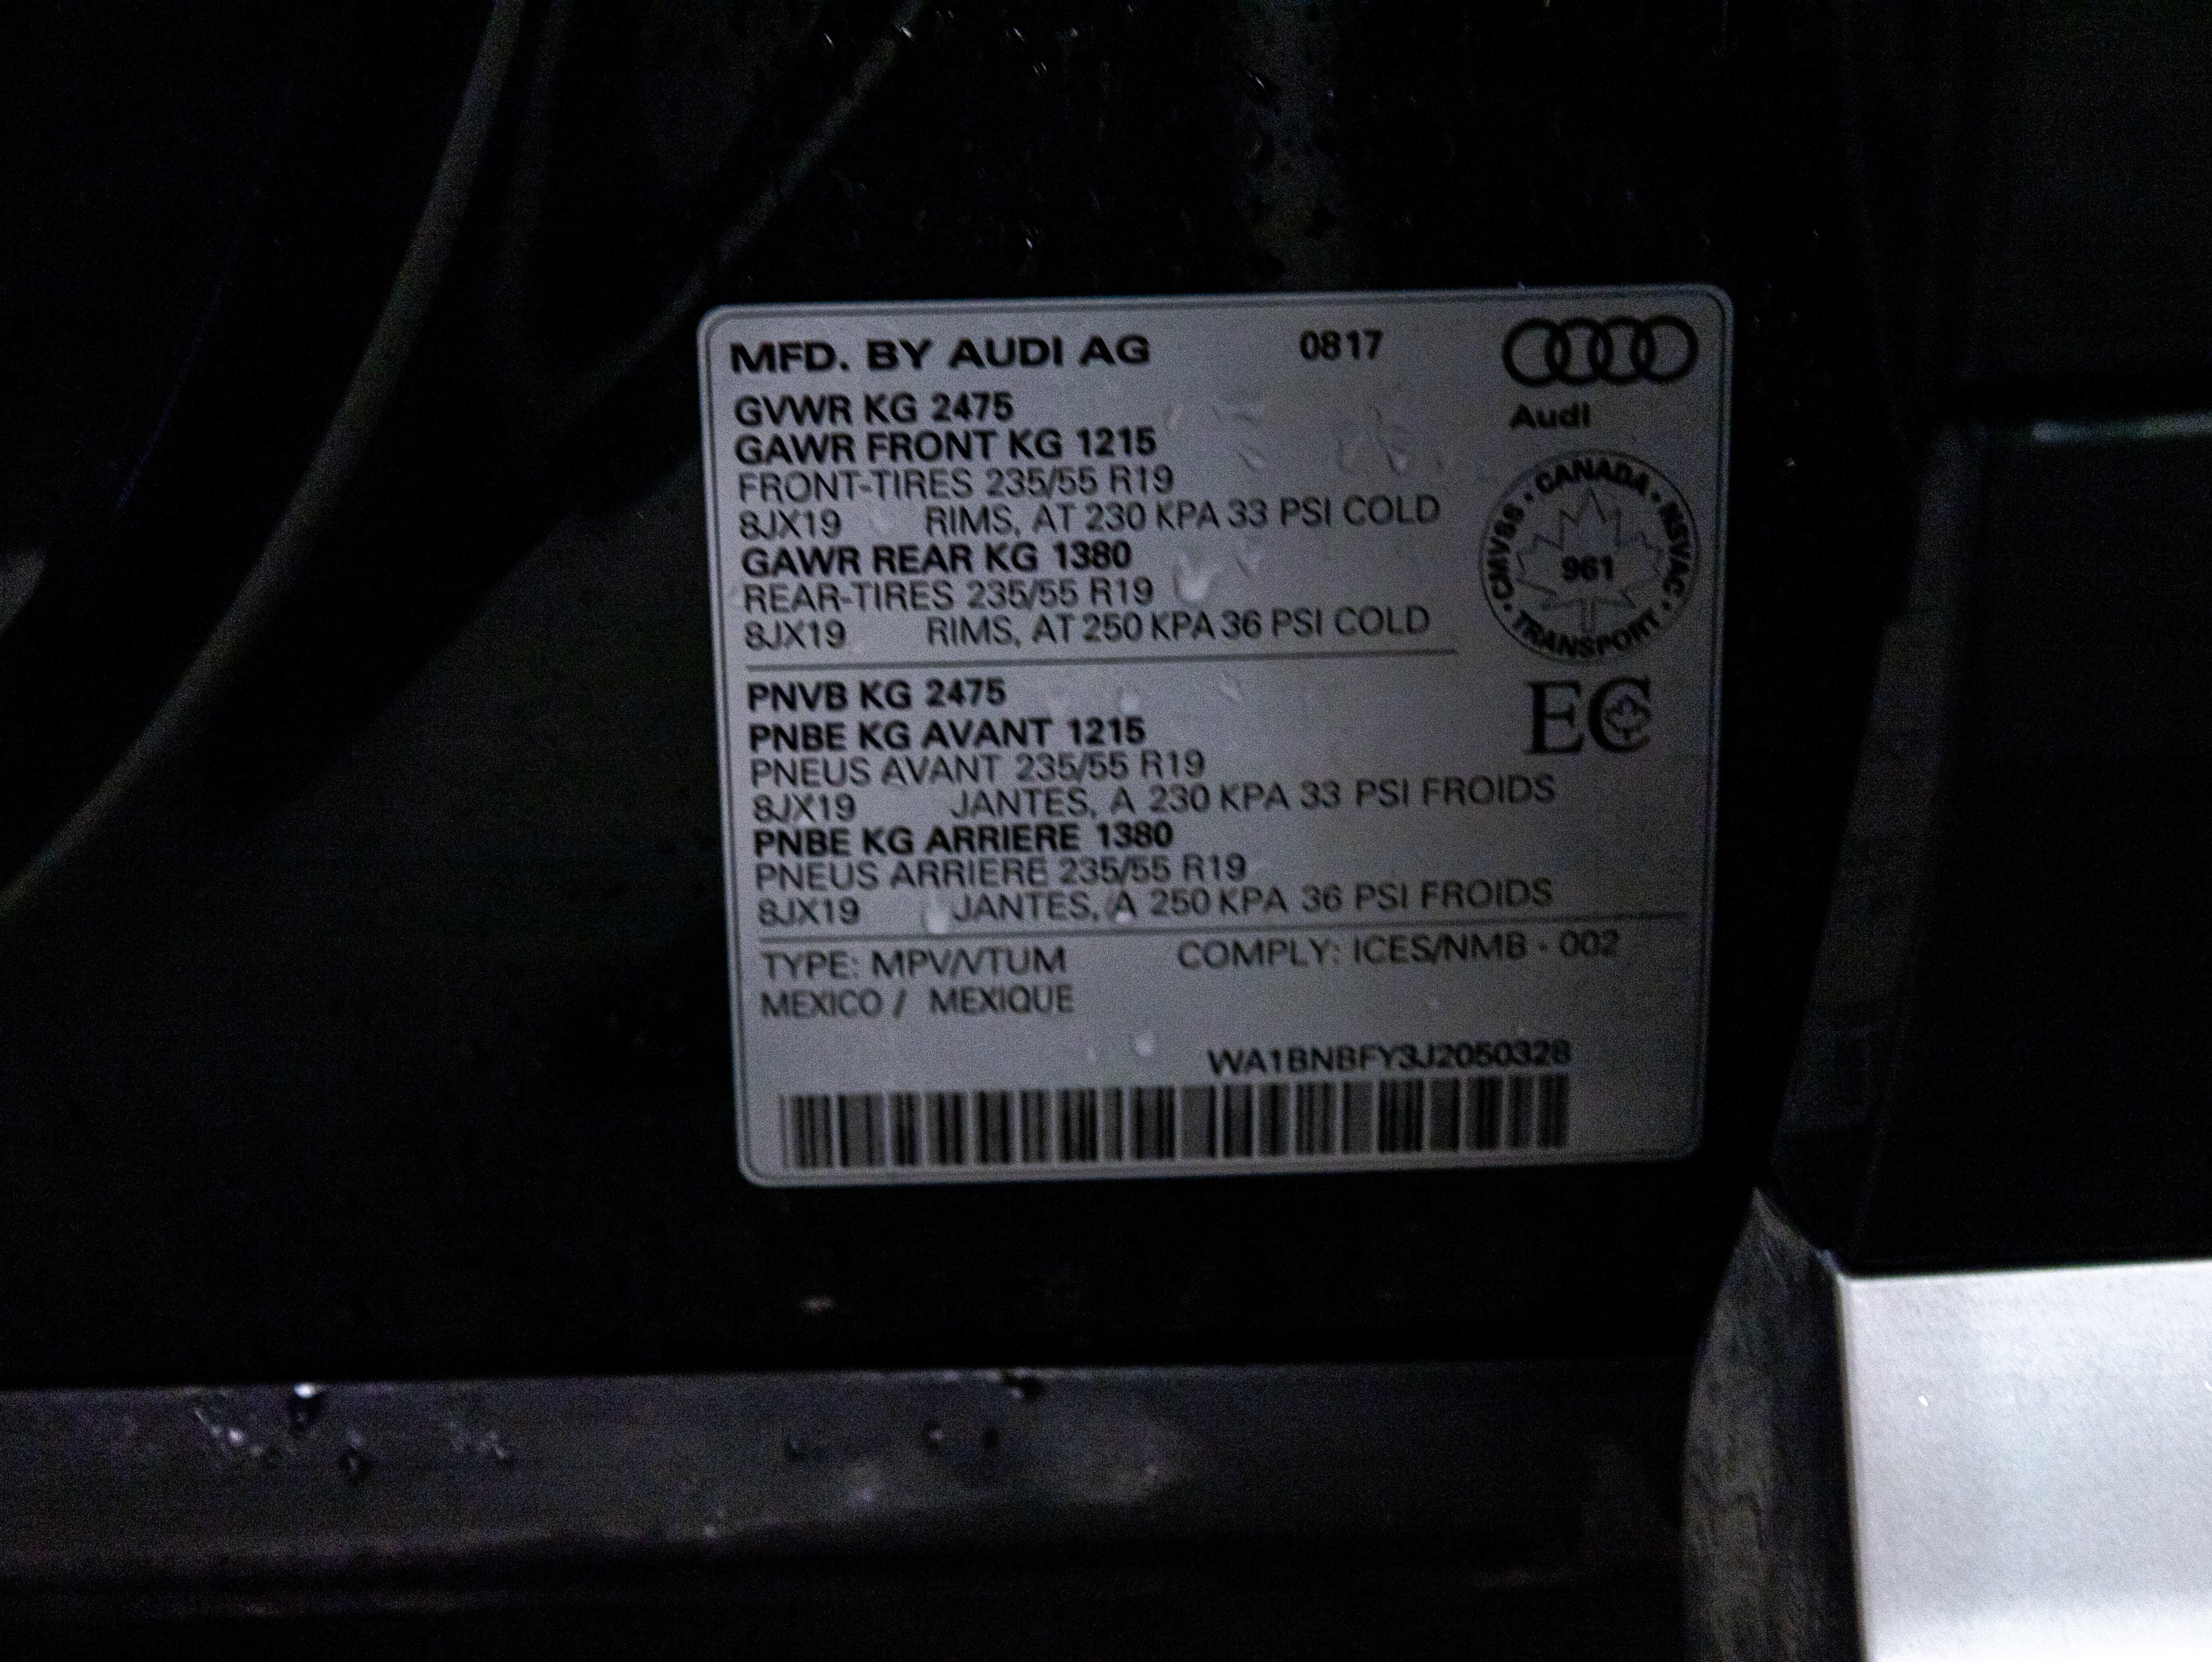 MFD. BY AUDI AG 0817
Audi
GVWR KG 2475
GAWR FRONT KG 1215
FRONT-TIRES 235/55 R19
8JX19 RIMS, AT 230 KPA 33 PSI COLD
GAWR REAR KG 1380
REAR-TIRES 235/55 R19
8JX19 RIMS, AT 250 KPA 36 PSI COLD
CMVSS · CANADA · NSVAC · TRANSPORT ·
961
PNVB KG 2475
EC
PNBE KG AVANT 1215
PNEUS AVANT 235/55 R19
8JX19 JANTES, A 230 KPA 33 PSI FROIDS
PNBE KG ARRIERE 1380
PNEUS ARRIERE 235/55 R19
8JX19 JANTES, A 250 KPA 36 PSI FROIDS
TYPE: MPV/VTUM COMPLY: ICES/NMB - 002
MEXICO / MEXIQUE
WA1BNBFY3J2050328